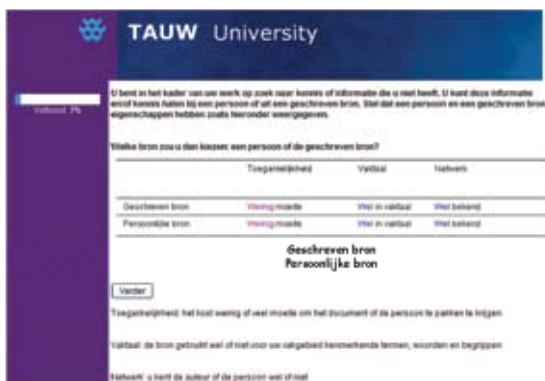 TAUW University
U bent in het kader van uw werk op zoek naar kennis of informatie die u niet heeft. U kunt deze informatie
en/of kennis halen bij een persoon of uit een geschreven bron. Stel dat een persoon en een geschreven bron
eigenschappen hebben zoals hieronder weergegeven.
Voltooid: 7%
Welke bron zou u dan kiezen een persoon of de geschreven bron?
Toegankelijkheid Vaktaal Netwerk
Geschreven bron Weinig moeite Wel in vaktaal Wel bekend
Persoonlijke bron Weinig moeite Wel in vaktaal Wel bekend
Geschreven bron
Persoonlijke bron
Verder
Toegankelijkheid: het kost weinig of veel moeite om het document of de persoon te pakken te krijgen
Vaktaal: de bron gebruikt wel of niet voor uw vakgebied kenmerkende termen, woorden en begrippen
Netwerk: u kent de auteur of de persoon wel of niet